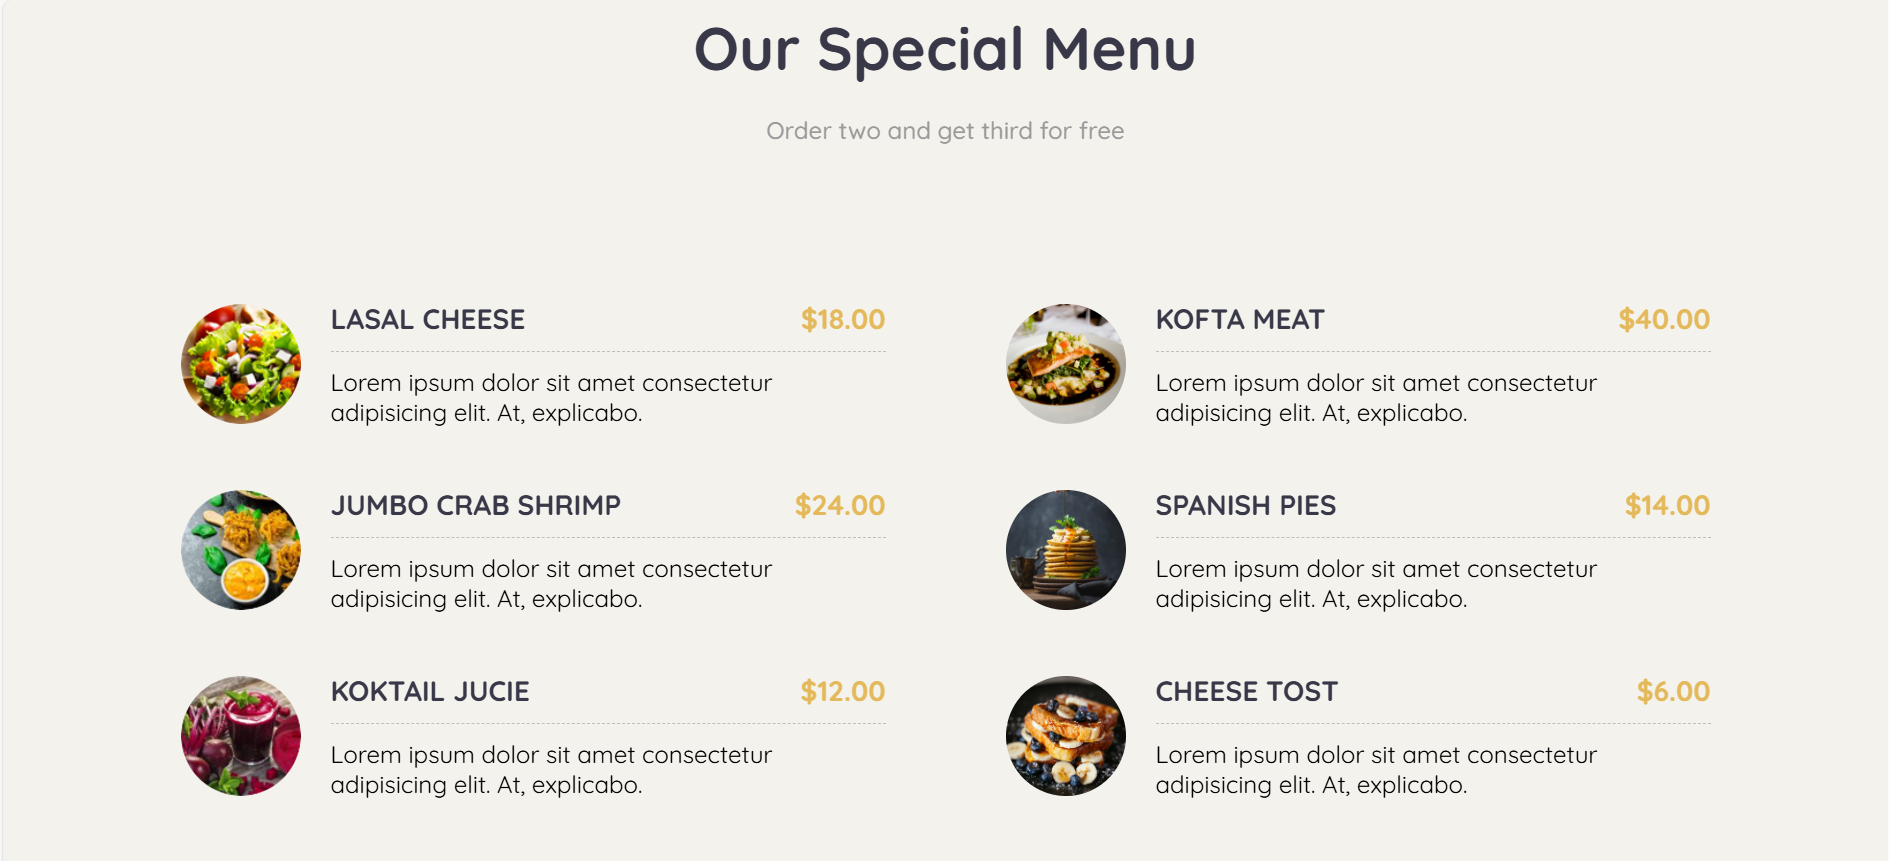 Our Special Menu
Order two and get third for free
LASAL CHEESE $18.00
Lorem ipsum dolor sit amet consectetur
adipisicing elit. At, explicabo.
KOFTA MEAT $40.00
Lorem ipsum dolor sit amet consectetur
adipisicing elit. At, explicabo.
JUMBO CRAB SHRIMP $24.00
Lorem ipsum dolor sit amet consectetur
adipisicing elit. At, explicabo.
SPANISH PIES $14.00
Lorem ipsum dolor sit amet consectetur
adipisicing elit. At, explicabo.
KOKTAIL JUCIE $12.00
Lorem ipsum dolor sit amet consectetur
adipisicing elit. At, explicabo.
CHEESE TOST $6.00
Lorem ipsum dolor sit amet consectetur
adipisicing elit. At, explicabo.